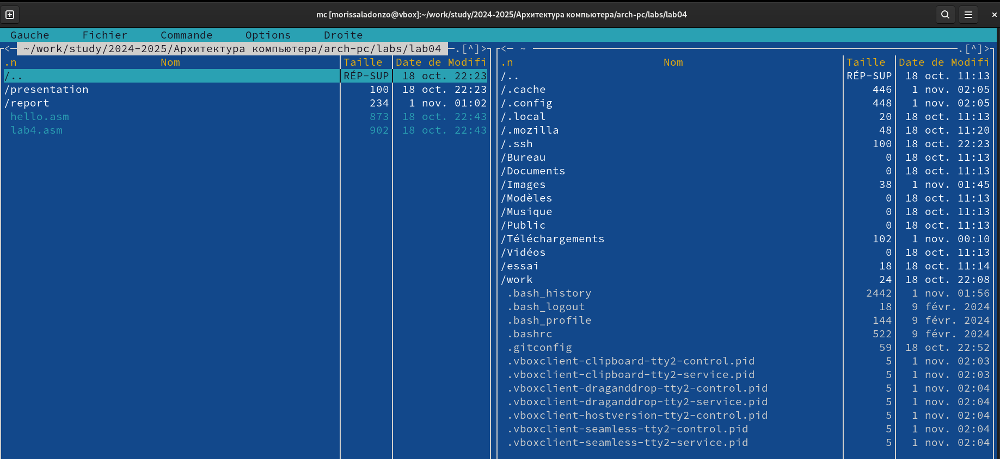 mc [morissaladonzo@vbox]:~/work/study/2024-2025/Архитектура компьютера/arch-pc/labs/lab04
Gauche Fichier Commande Options Droite
<─ ~/work/study/2024-2025/Архитектура компьютера/arch-pc/labs/lab04 ─.[^]>
.n Nom Taille Date de Modifi
/.. RÉP-SUP 18 oct. 22:23
/presentation 100 18 oct. 22:23
/report 234 1 nov. 01:02
hello.asm 873 18 oct. 22:43
lab4.asm 902 18 oct. 22:43
<─ ~ ─.[^]>
.n Nom Taille Date de Modifi
/.. RÉP-SUP 18 oct. 11:13
/.cache 446 1 nov. 02:05
/.config 448 1 nov. 02:05
/.local 20 18 oct. 11:13
/.mozilla 48 18 oct. 11:20
/.ssh 100 18 oct. 22:23
/Bureau 0 18 oct. 11:13
/Documents 0 18 oct. 11:13
/Images 38 1 nov. 01:45
/Modèles 0 18 oct. 11:13
/Musique 0 18 oct. 11:13
/Public 0 18 oct. 11:13
/Téléchargements 102 1 nov. 00:10
/Vidéos 0 18 oct. 11:13
/essai 18 18 oct. 11:14
/work 24 18 oct. 22:08
.bash_history 2442 1 nov. 01:56
.bash_logout 18 9 févr. 2024
.bash_profile 144 9 févr. 2024
.bashrc 522 9 févr. 2024
.gitconfig 59 18 oct. 22:52
.vboxclient-clipboard-tty2-control.pid 5 1 nov. 02:03
.vboxclient-clipboard-tty2-service.pid 5 1 nov. 02:03
.vboxclient-draganddrop-tty2-control.pid 5 1 nov. 02:04
.vboxclient-draganddrop-tty2-service.pid 5 1 nov. 02:04
.vboxclient-hostversion-tty2-control.pid 5 1 nov. 02:04
.vboxclient-seamless-tty2-control.pid 5 1 nov. 02:04
.vboxclient-seamless-tty2-service.pid 5 1 nov. 02:04